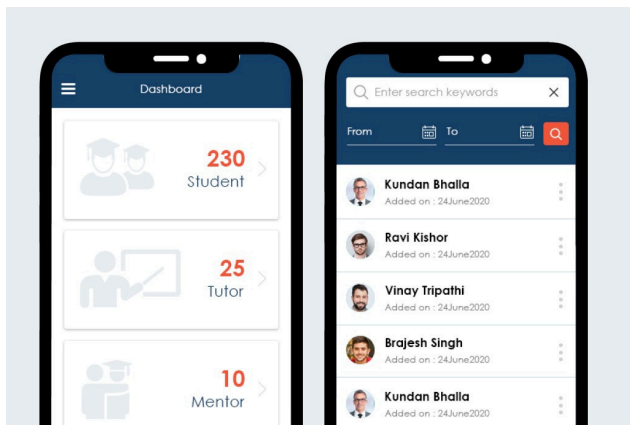 Dashboard
230
Student
25
Tutor
10
Mentor
Enter search keywords
From To
Kundan Bhalla
Added on : 24June2020
Ravi Kishor
Added on : 24June2020
Vinay Tripathi
Added on : 24June2020
Brajesh Singh
Added on : 24June2020
Kundan Bhalla
Added on : 24June2020